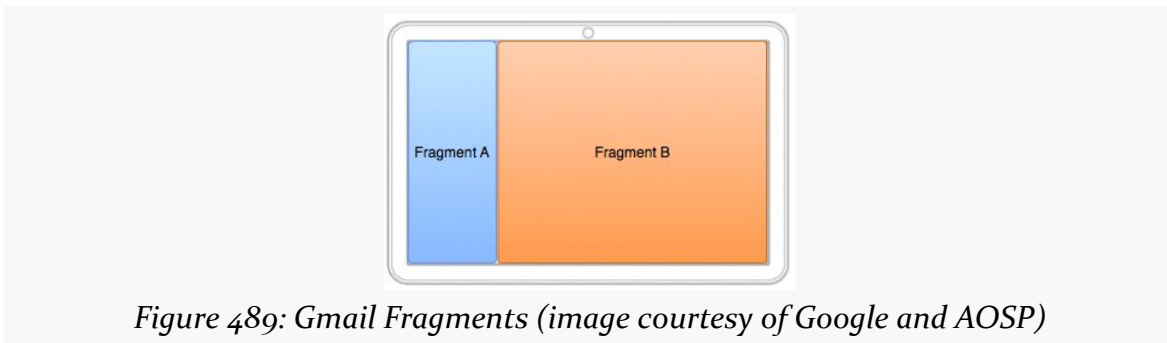 Fragment A
Fragment B
Figure 489: Gmail Fragments (image courtesy of Google and AOSP)